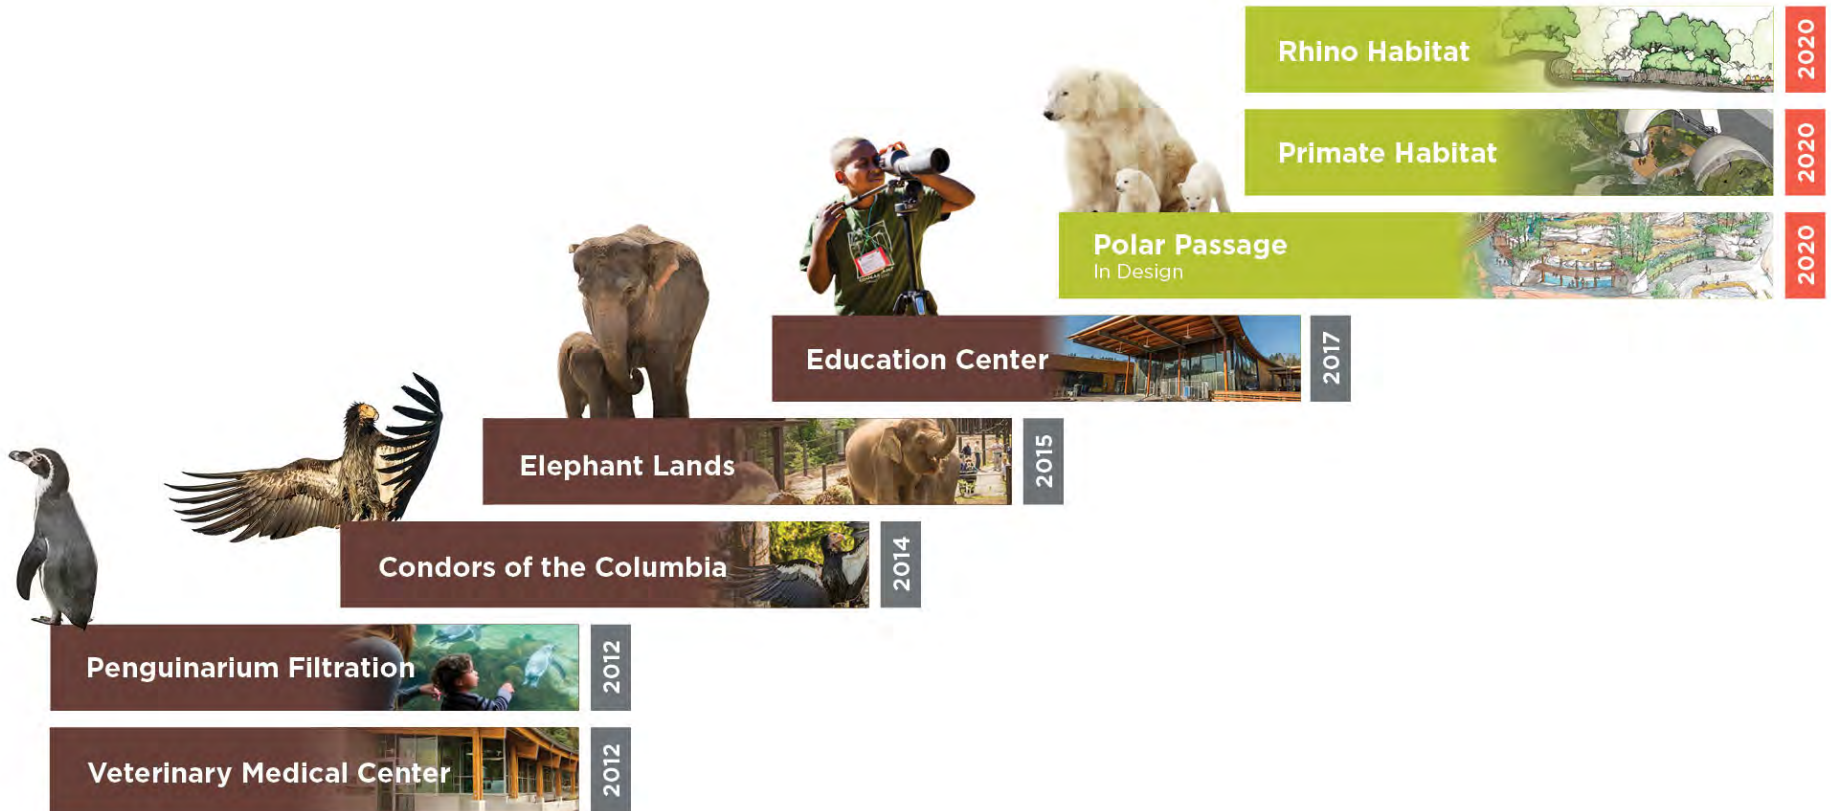 Rhino Habitat 2020
Primate Habitat 2020
Polar Passage 2020
In Design
Education Center 2017
Elephant Lands 2015
Condors of the Columbia 2014
Penguinarium Filtration 2012
Veterinary Medical Center 2012